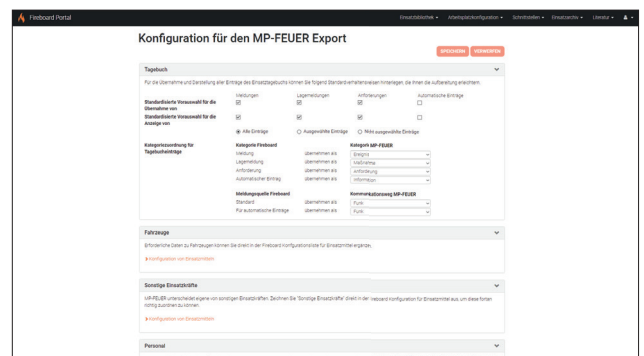 Fireboard Portal
Einsatzbibliothek Arbeitsplatzkonfiguration Schnittstellen Einsatzarchiv Literatur
Konfiguration für den MP-FEUER Export
SPEICHERN VERWERFEN
Tagebuch
Für die Übernahme und Darstellung aller Einträge des Einsatztagebuchs können Sie folgend Standardverhaltensweisen hinterlegen, die Ihnen die Aufbereitung erleichtern.
Meldungen Lagemeldungen Anforderungen Automatische Einträge
Standardisierte Vorauswahl für die
Übernahme von
Standardisierte Vorauswahl für die
Anzeige von
Alle Einträge Ausgewählte Einträge Nicht ausgewählte Einträge
Kategoriezuordnung für
Tagebucheinträge
Kategorie Fireboard Kategorie MP-FEUER
Meldung übernehmen als Ereignis
Lagemeldung übernehmen als Maßnahme
Anforderung übernehmen als Anforderung
Automatischer Eintrag übernehmen als Information
Meldungsquelle Fireboard Kommunikationsweg MP-FEUER
Standard übernehmen als Funk
Für automatische Einträge übernehmen als Funk
Fahrzeuge
Erforderliche Daten zu Fahrzeugen können Sie direkt in der Fireboard Konfigurationsliste für Einsatzmittel ergänzen.
Konfiguration von Einsatzmitteln
Sonstige Einsatzkräfte
MP-FEUER unterscheidet eigene von sonstigen Einsatzkräften. Zeichnen Sie "Sonstige Einsatzkräfte" direkt in der ireboard Konfiguration für Einsatzmittel aus, um diese fortan
richtig zuordnen zu können.
Konfiguration von Einsatzmitteln
Personal